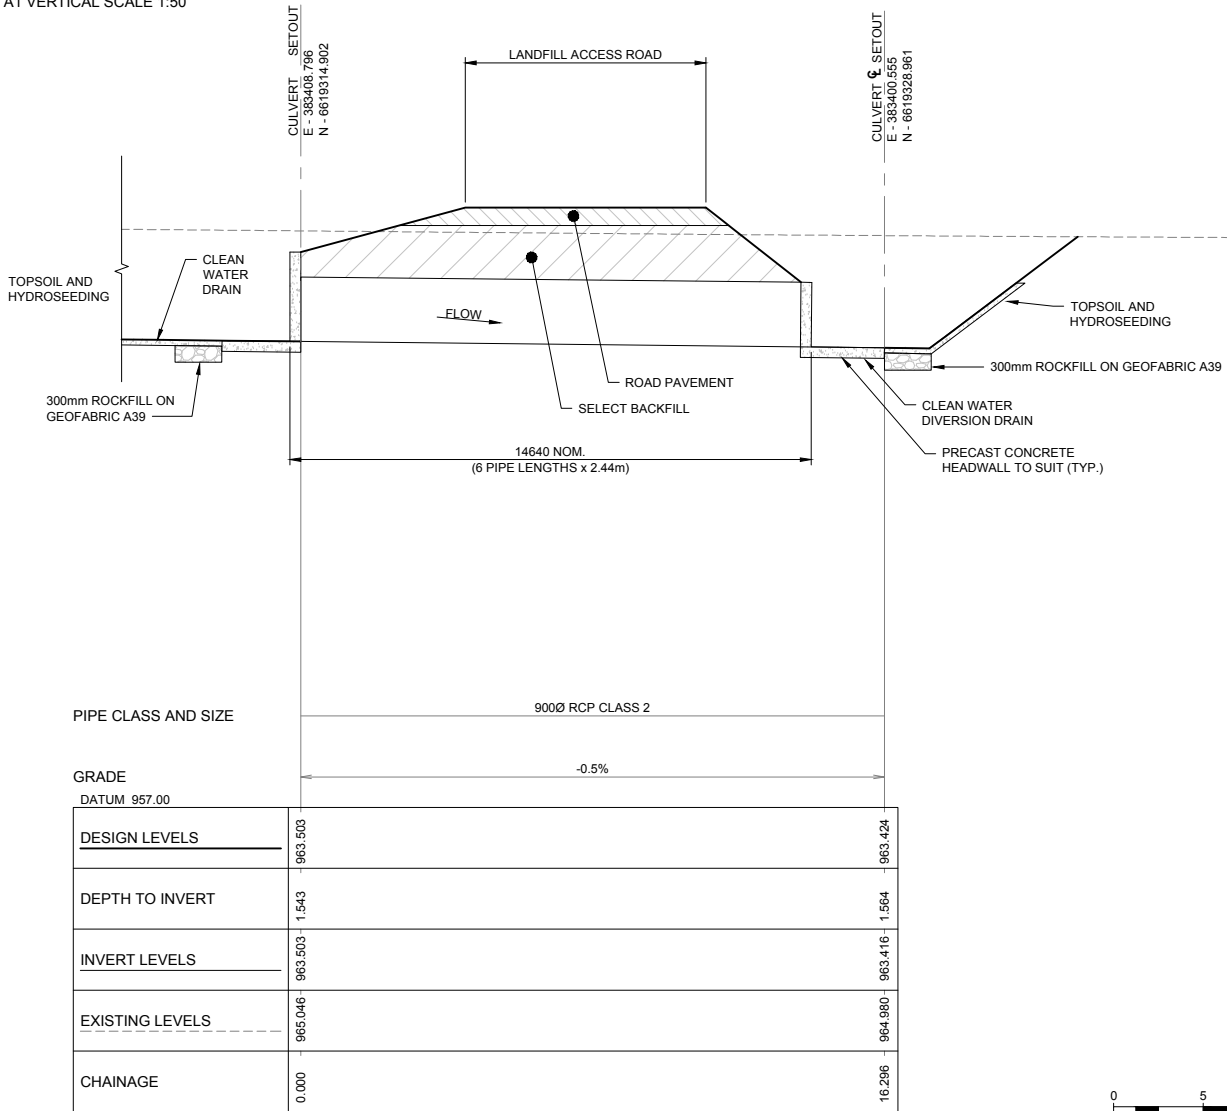 AT VERTICAL SCALE 1:50
CULVERT SETOUT
E - 383408.796
N - 6619314.902
LANDFILL ACCESS ROAD
CULVERT ℄ SETOUT
E - 383400.555
N - 6619328.961
TOPSOIL AND
HYDROSEEDING
CLEAN
WATER
DRAIN
FLOW
TOPSOIL AND
HYDROSEEDING
300mm ROCKFILL ON
GEOFABRIC A39
ROAD PAVEMENT
SELECT BACKFILL
300mm ROCKFILL ON GEOFABRIC A39
CLEAN WATER
DIVERSION DRAIN
PRECAST CONCRETE
HEADWALL TO SUIT (TYP.)
14640 NOM.
(6 PIPE LENGTHS x 2.44m)
PIPE CLASS AND SIZE
900Ø RCP CLASS 2
GRADE
-0.5%
DATUM 957.00
DESIGN LEVELS
963.503
963.424
DEPTH TO INVERT
1.543
1.564
INVERT LEVELS
963.503
963.416
EXISTING LEVELS
965.046
964.980
CHAINAGE
0.000
16.296
0
5